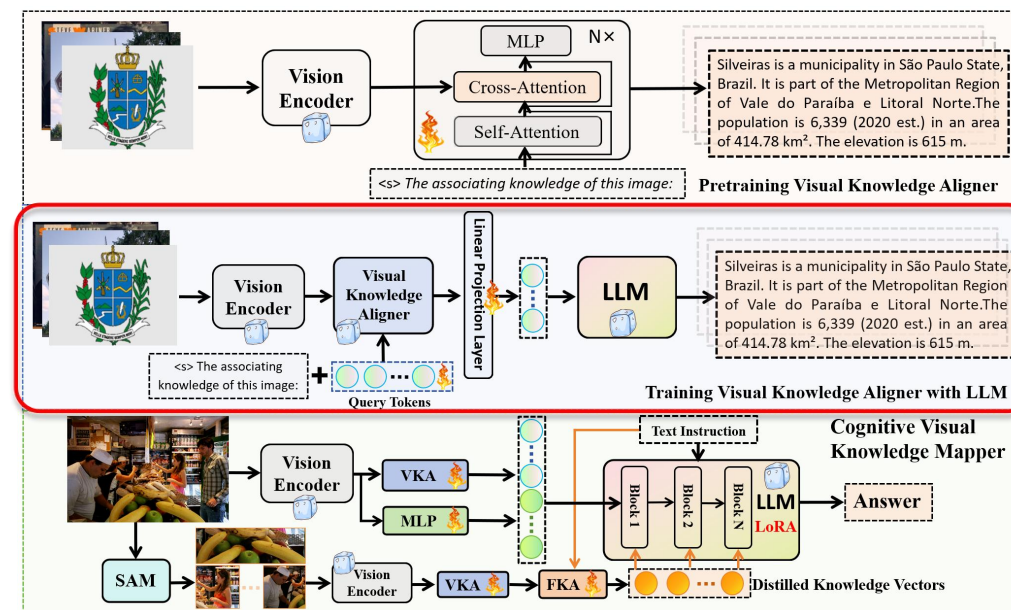 Vision
Encoder
MLP
N×
Cross-Attention
Self-Attention
<s> The associating knowledge of this image:
Silveiras is a municipality in São Paulo State,
Brazil. It is part of the Metropolitan Region
of Vale do Paraíba e Litoral Norte.The
population is 6,339 (2020 est.) in an area
of 414.78 km². The elevation is 615 m.
Pretraining Visual Knowledge Aligner
Vision
Encoder
Visual
Knowledge
Aligner
Linear Projection Layer
LLM
Silveiras is a municipality in São Paulo State,
Brazil. It is part of the Metropolitan Region
of Vale do Paraíba e Litoral Norte.The
population is 6,339 (2020 est.) in an area
of 414.78 km². The elevation is 615 m.
<s> The associating
knowledge of this image:
+
Query Tokens
Training Visual Knowledge Aligner with LLM
Cognitive Visual
Knowledge Mapper
Vision
Encoder
VKA
MLP
Text Instruction
Block 1
Block 2
Block N
LLM
LoRA
Answer
SAM
Vision
Encoder
VKA
FKA
Distilled Knowledge Vectors